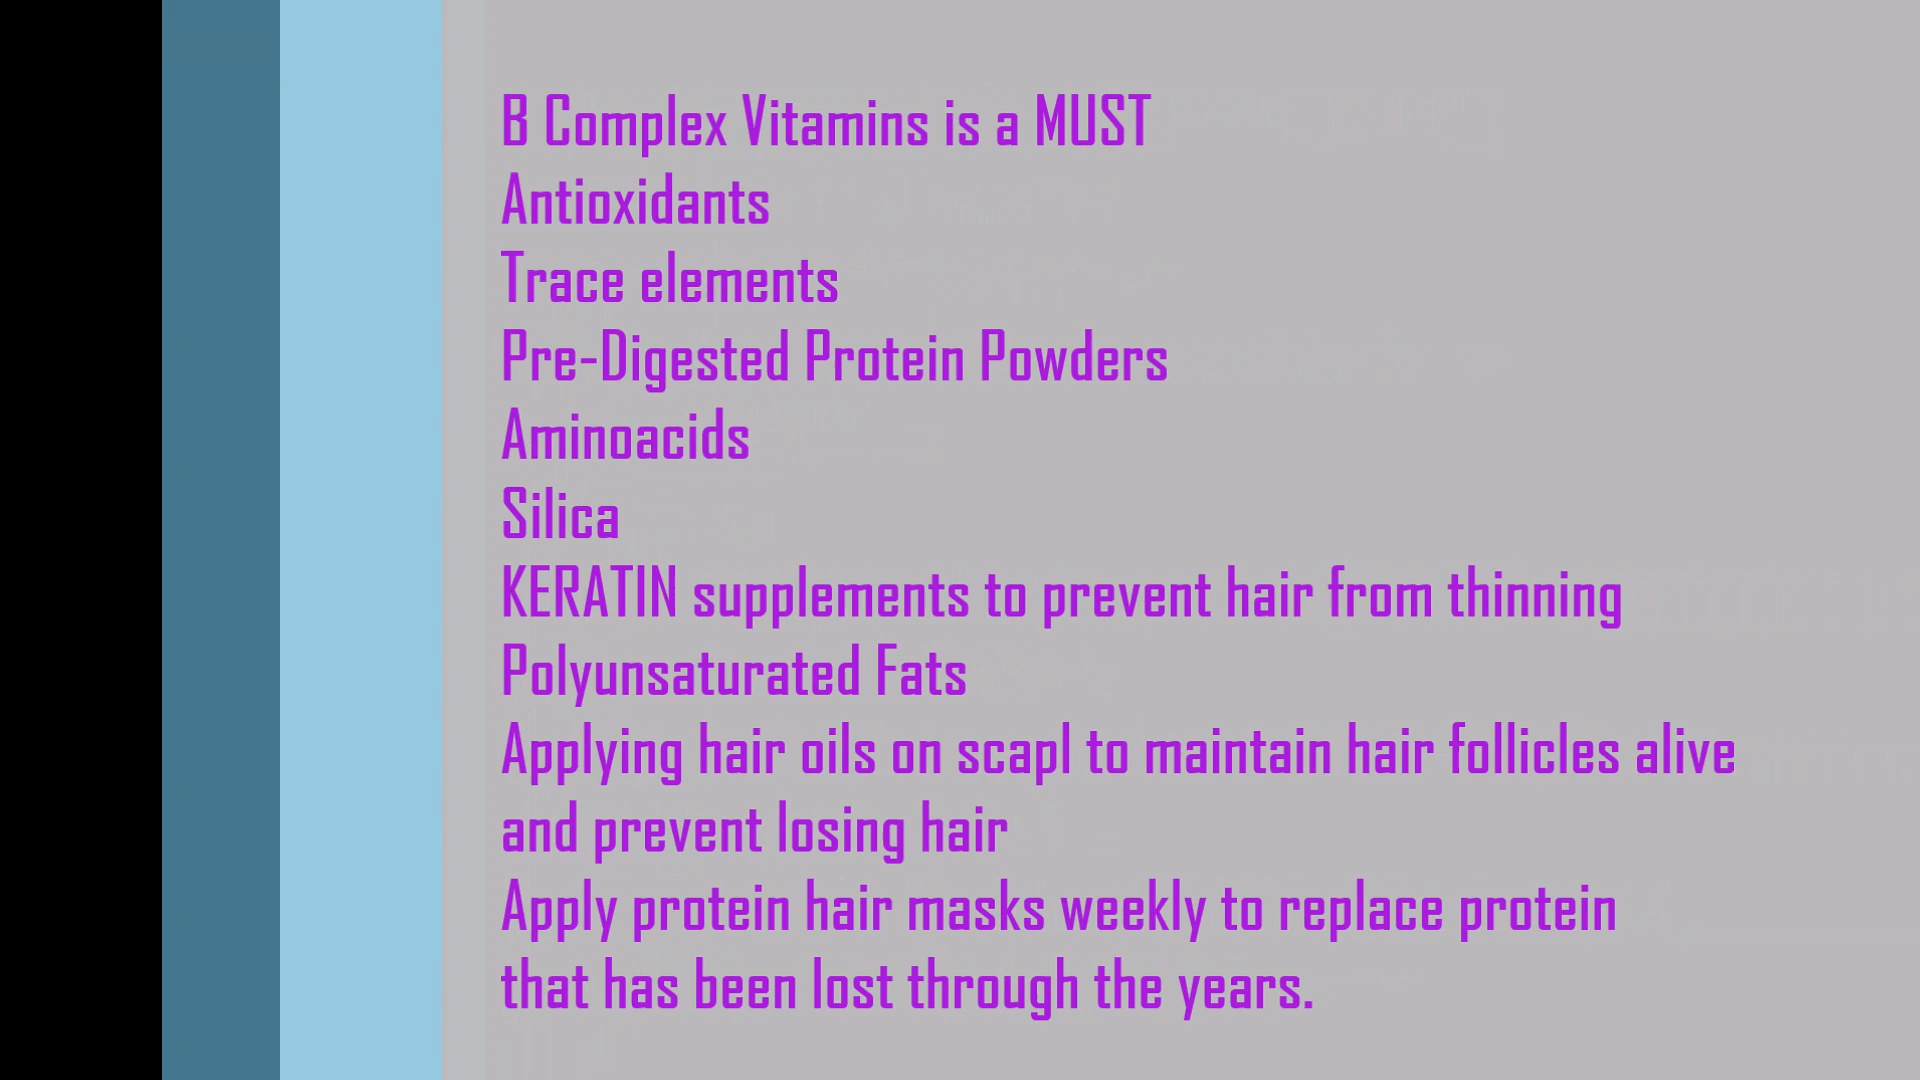 B Complex Vitamins is a MUST
Antioxidants
Trace elements
Pre-Digested Protein Powders
Aminoacids
Silica
KERATIN supplements to prevent hair from thinning
Polyunsaturated Fats
Applying hair oils on scapl to maintain hair follicles alive
and prevent losing hair
Apply protein hair masks weekly to replace protein
that has been lost through the years.